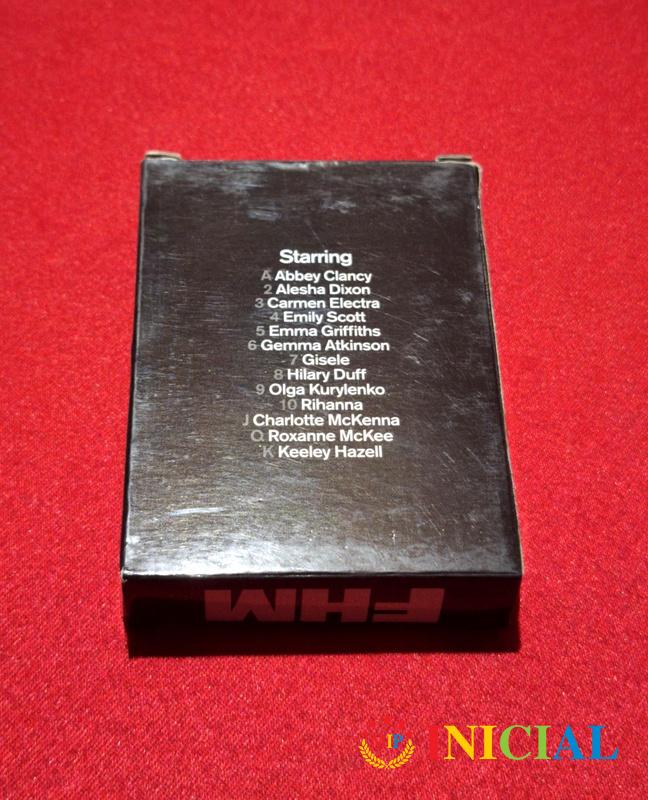 Starring
A Abbey Clancy
2 Alesha Dixon
3 Carmen Electra
4 Emily Scott
5 Emma Griffiths
6 Gemma Atkinson
7 Gisele
8 Hilary Duff
9 Olga Kurylenko
10 Rihanna
J Charlotte McKenna
Q Roxanne McKee
K Keeley Hazell
FHM
IP INICIAL